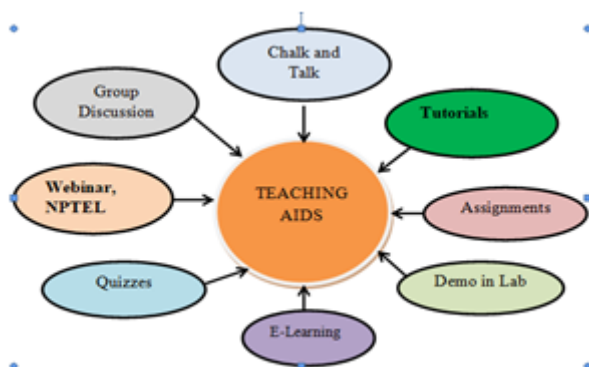 Chalk and
Talk
Group
Discussion
Tutorials
Webinar,
NPTEL
TEACHING
AIDS
Assignments
Quizzes
Demo in Lab
E-Learning